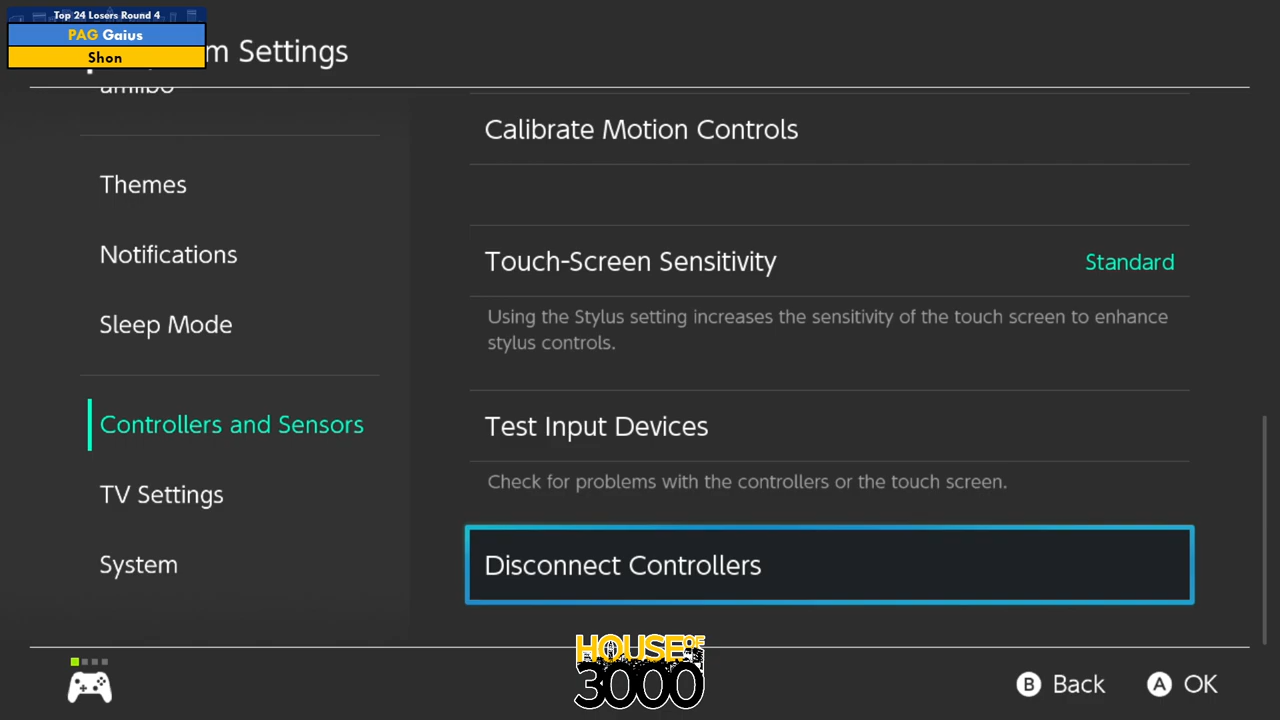 Top 24 Losers Round 4
PAG Gaius
Shon
m Settings
amiibo
Themes
Notifications
Sleep Mode
Controllers and Sensors
TV Settings
System
Calibrate Motion Controls
Touch-Screen Sensitivity Standard
Using the Stylus setting increases the sensitivity of the touch screen to enhance
stylus controls.
Test Input Devices
Check for problems with the controllers or the touch screen.
Disconnect Controllers
HOUSE OF
3000
B Back A OK